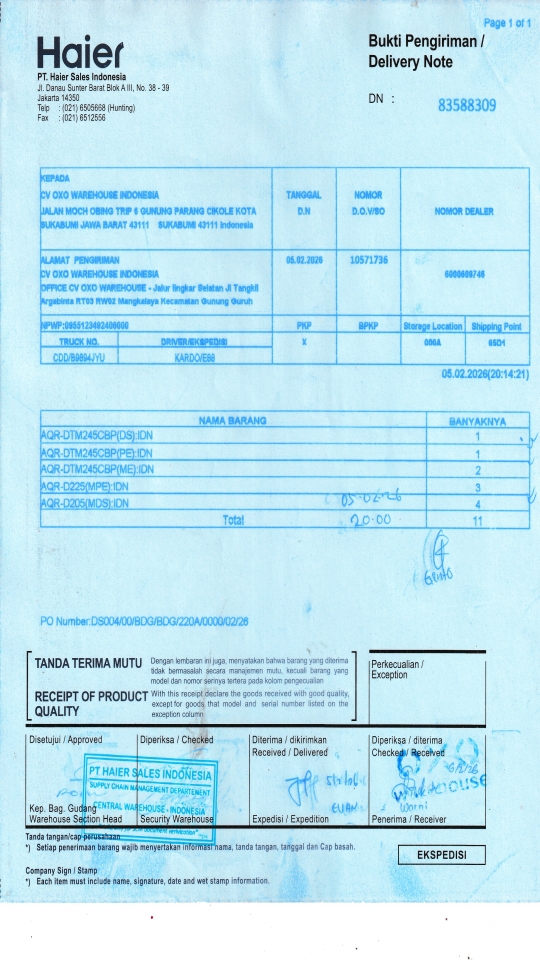 Page 1 of 1
Haier
Bukti Pengiriman /
Delivery Note
PT. Haier Sales Indonesia
Jl. Danau Sunter Barat Blok A III, No. 38 - 39
Jakarta 14350
Telp : (021) 6505668 (Hunting)
Fax : (021) 6512556
DN : 83588309
KEPADA
CV OXO WAREHOUSE INDONESIA
JALAN MOCH OBING TRIP 6 GUNUNG PARANG CIKOLE KOTA
SUKABUMI JAWA BARAT 43111 SUKABUMI 43111 Indonesia
TANGGAL
D.N
NOMOR
D.O.V/SO
NOMOR DEALER
ALAMAT PENGIRIMAN
CV OXO WAREHOUSE INDONESIA
OFFICE CV OXO WAREHOUSE - Jalur lingkar Selatan Jl Tangkil
Argabinta RT03 RW02 Mangkalaya Kecamatan Gunung Guruh
05.02.2026
10571736
NPWP:0955123482406000
PKP
BPKP
Storage Location
Shipping Point
TRUCK NO.
DRIVER/EKSPEDISI
X
000A
65D1
CDD/B9894JYU
KARDO/E88
05.02.2026(20:14:21)
NAMA BARANG
BANYAKNYA
AQR-DTM245CBP(DS):IDN 1
AQR-DTM245CBP(PE):IDN 1
AQR-DTM245CBP(ME):IDN 2
AQR-D225(MPE):IDN 3
AQR-D205(MDS):IDN 4
05-02-26
Total 20.00 11
PO Number:DS004/00/BDG/BDG/220A/0000/02/26
TANDA TERIMA MUTU
Dengan lembaran ini juga, menyatakan bahwa barang yang diterima
tidak bermasalah secara manajemen mutu, kecuali barang yang
model dan nomor serinya tertera pada kolom pengecualian
RECEIPT OF PRODUCT
QUALITY
With this receipt declare the goods received with good quality,
except for goods, that model and serial number listed on the
exception column
Perkecualian /
Exception
Disetujui / Approved
Diperiksa / Checked
Diterima / dikirimkan
Received / Delivered
Diperiksa / diterima
Checked / Received
PT HAIER SALES INDONESIA
SUPPLY CHAIN MANAGEMENT DEPARTEMENT
CENTRAL WAREHOUSE - INDONESIA
WAREHOUSE
Kep. Bag. Gudang
Warehouse Section Head
Security Warehouse
Expedisi / Expedition
Penerima / Receiver
Tanda tangan/cap perusahaan
*) Setiap penerimaan barang wajib menyertakan informasi nama, tanda tangan, tanggal dan Cap basah.
EKSPEDISI
Company Sign / Stamp
*) Each item must include name, signature, date and wet stamp information.